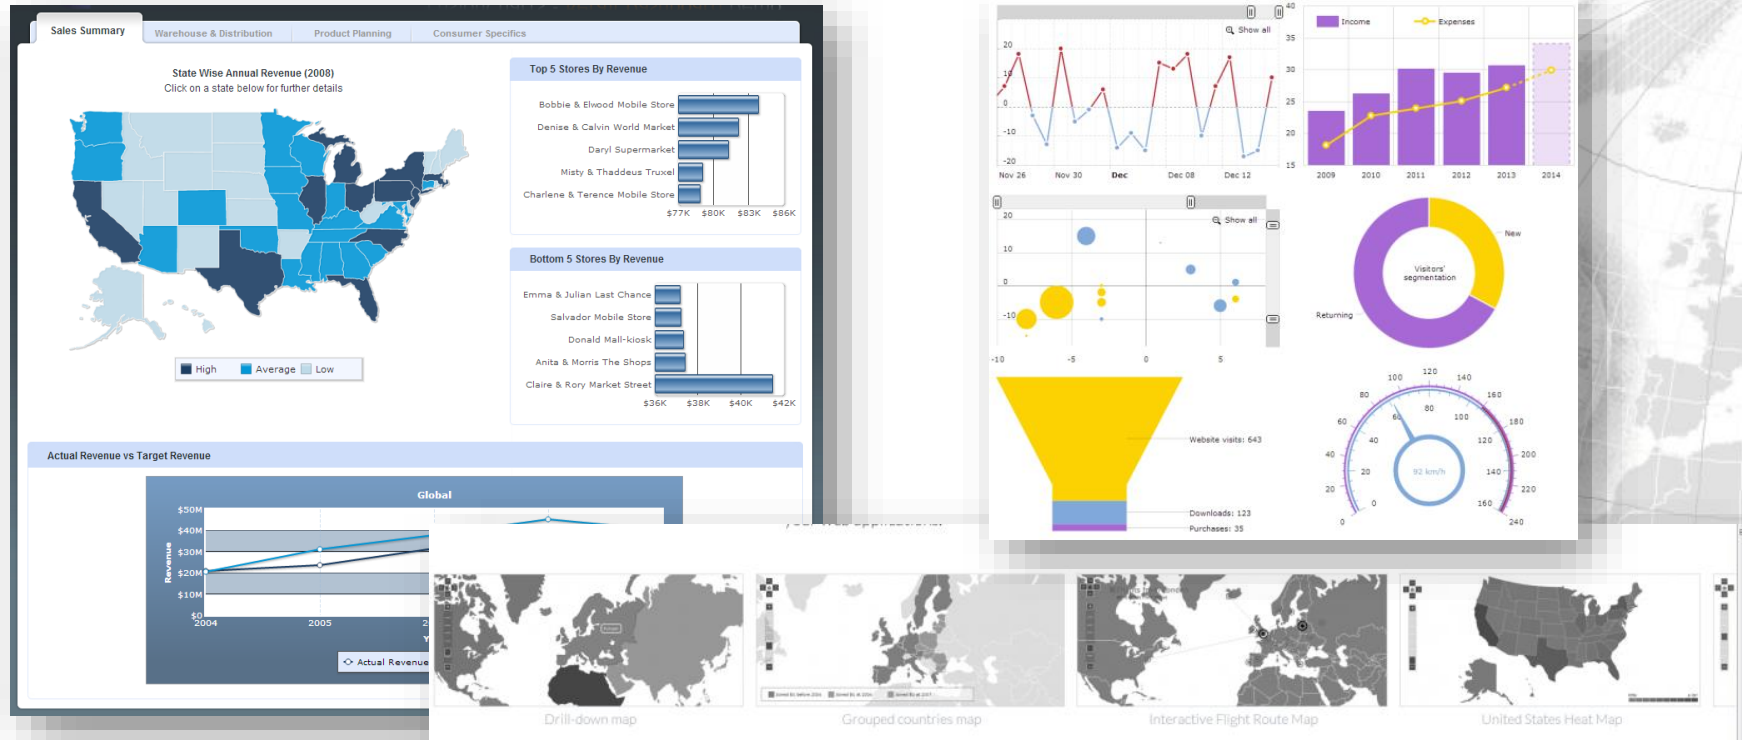 Sales Summary
Warehouse & Distribution
Product Planning
Consumer Specifics
State Wise Annual Revenue (2008)
Click on a state below for further details
High
Average
Low
Top 5 Stores By Revenue
Bobbie & Elwood Mobile Store
Denise & Calvin World Market
Daryl Supermarket
Misty & Thaddeus Truxel
Charlene & Terence Mobile Store
$77K $80K $83K $86K
Bottom 5 Stores By Revenue
Emma & Julian Last Chance
Salvador Mobile Store
Donald Mall-kiosk
Anita & Morris The Shops
Claire & Rory Market Street
$36K $38K $40K $42K
Actual Revenue vs Target Revenue
Global
Revenue
$50M
$40M
$30M
$20M
$10M
$0
2004 2005
Actual Revenue
Show all
20
10
0
-10
-20
Nov 26 Nov 30 Dec Dec 08 Dec 12
Income
Expenses
40
35
30
25
20
15
2009 2010 2011 2012 2013 2014
Show all
20
10
0
-10
-10 -5 0 5
New
Visitors'
segmentation
Returning
Website visits: 643
Downloads: 123
Purchases: 35
0 20 40 60 80 100 120 140 160 180 200 220 240
0 20 40 60 80 100 120 140 160
92 km/h
Drill-down map
Grouped countries map
Interactive Flight Route Map
United States Heat Map